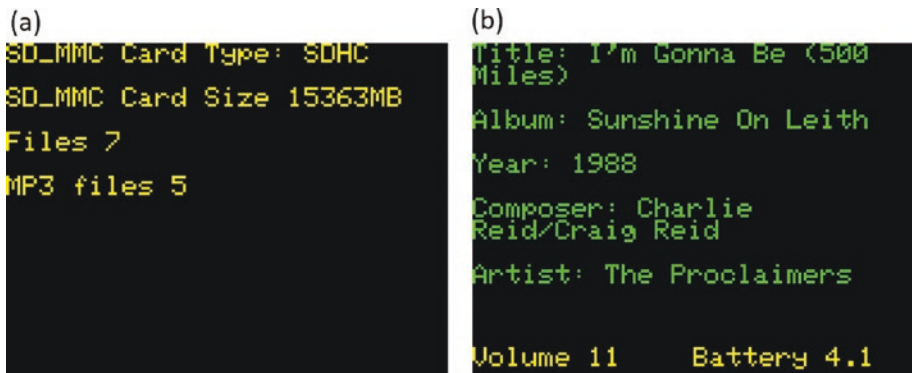 (a)
SD_MMC Card Type: SDHC
SD_MMC Card Size 15363MB
Files 7
MP3 files 5
(b)
Title: I'm Gonna Be (500
Miles)
Album: Sunshine On Leith
Year: 1988
Composer: Charlie
Reid/Craig Reid
Artist: The Proclaimers
Volume 11 Battery 4.1